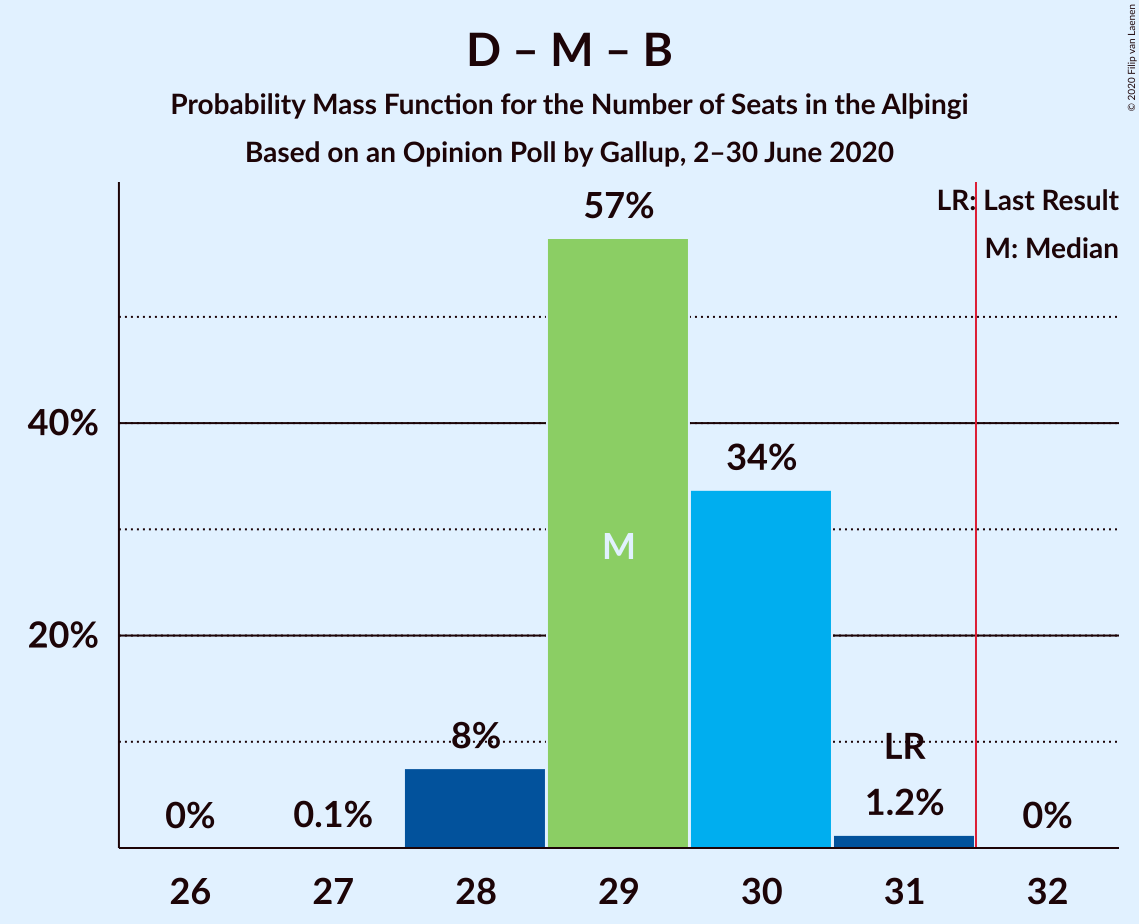 D – M – B
Probability Mass Function for the Number of Seats in the Alþingi
Based on an Opinion Poll by Gallup, 2–30 June 2020
© 2020 Filip van Laenen
LR: Last Result
M: Median
57%
40%
34%
M
20%
8%
LR
0%
0.1%
1.2%
0%
26
27
28
29
30
31
32